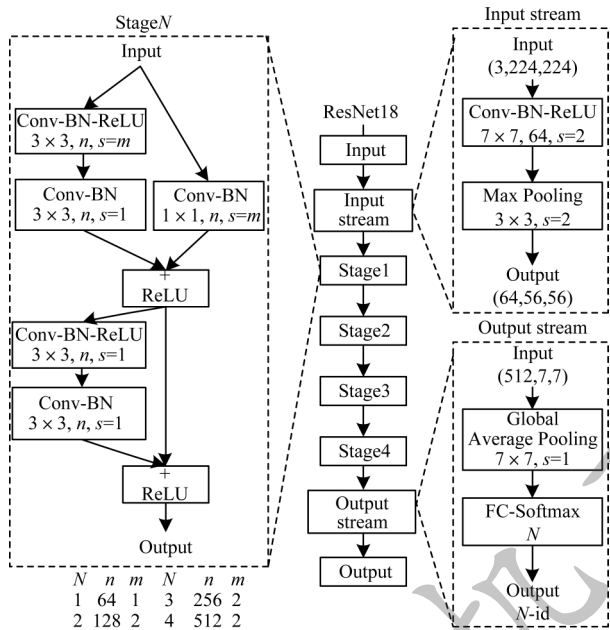 StageN
Input
Conv-BN-ReLU
3 × 3, n, s=m
Conv-BN
3 × 3, n, s=1
Conv-BN
1 × 1, n, s=m
+
ReLU
Conv-BN-ReLU
3 × 3, n, s=1
Conv-BN
3 × 3, n, s=1
+
ReLU
Output
N n m N n m
1 64 1 3 256 2
2 128 2 4 512 2
ResNet18
Input
Input
stream
Stage1
Stage2
Stage3
Stage4
Output
stream
Output
Input stream
Input
(3,224,224)
Conv-BN-ReLU
7 × 7, 64, s=2
Max Pooling
3 × 3, s=2
Output
(64,56,56)
Output stream
Input
(512,7,7)
Global
Average Pooling
7 × 7, s=1
FC-Softmax
N
Output
N-id